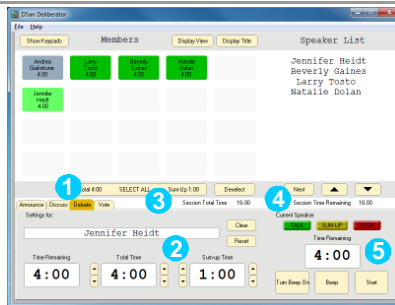 DSan Deliberator
File Help
Show Keypads Members Display View Display Title Speaker List
Andrea Giafortune 4:00
Larry Tosto 4:00
Beverly Gaines 4:00
Natalie Dolan 4:00
Jennifer Heidt 4:00
Jennifer Heidt
Beverly Gaines
Larry Tosto
Natalie Dolan
1 Total 4:00 SELECT ALL Sum-Up 1:00 Deselect Next
3 Session Total Time 16:00 4 Session Time Remaining 16:00
Announce Discuss Debate Vote
Settings for: Clear
Jennifer Heidt
Reset
2
Time Remaining Total Time Sum-up Time
4:00 4:00 1:00
Current Speaker
TALK SUM-UP STOP
Time Remaining
4:00 5
Turn Beep On Beep Start